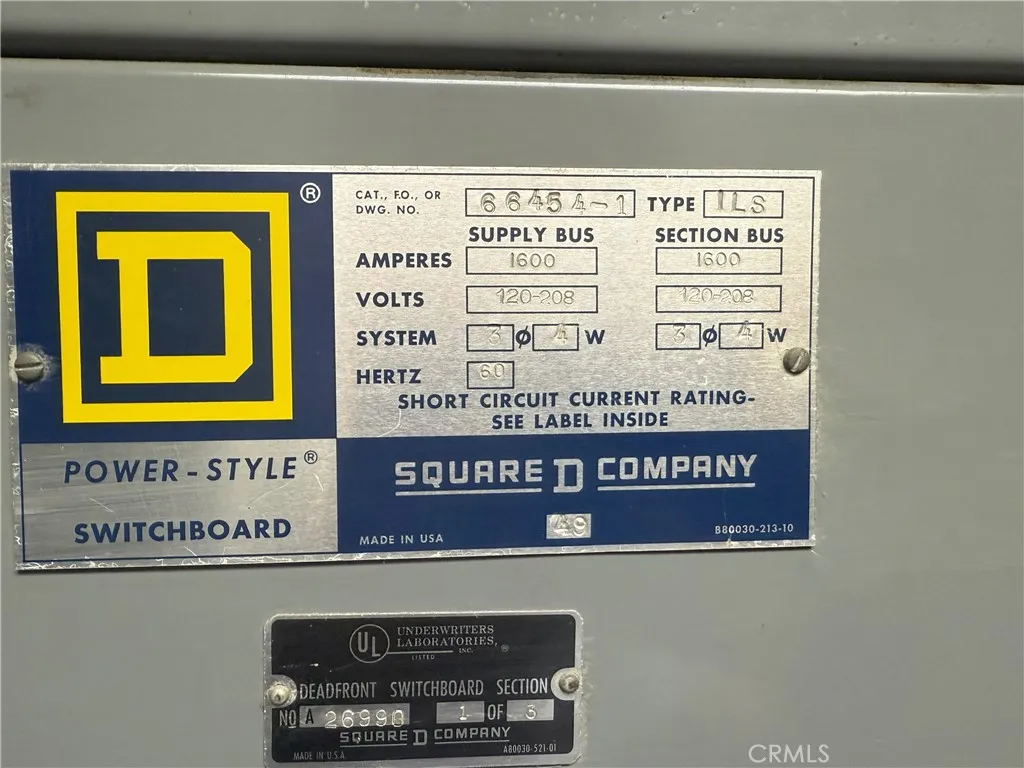 ®
CAT., F.O., OR
DWG. NO. 66454-1 TYPE ILS
SUPPLY BUS SECTION BUS
AMPERES 1600 1600
VOLTS 120-208 120-208
SYSTEM 3 Ø 4 W 3 Ø 4 W
HERTZ 60
SHORT CIRCUIT CURRENT RATING-
SEE LABEL INSIDE
D
POWER-STYLE®
SWITCHBOARD
SQUARE D COMPANY
49
MADE IN USA B80030-213-10
UL UNDERWRITERS
LABORATORIES,
INC. ®
LISTED
DEADFRONT SWITCHBOARD SECTION
NO A 26990 1 OF 3
SQUARE D COMPANY
MADE IN U.S.A. A80030-521-01
CRMLS